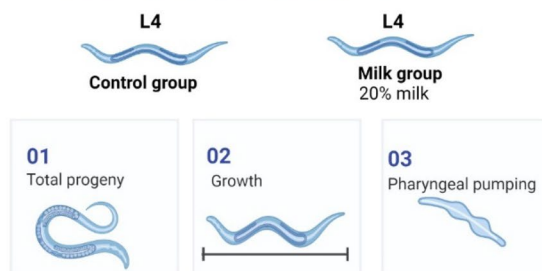 L4
Control group
L4
Milk group
20% milk
01
Total progeny
02
Growth
03
Pharyngeal pumping